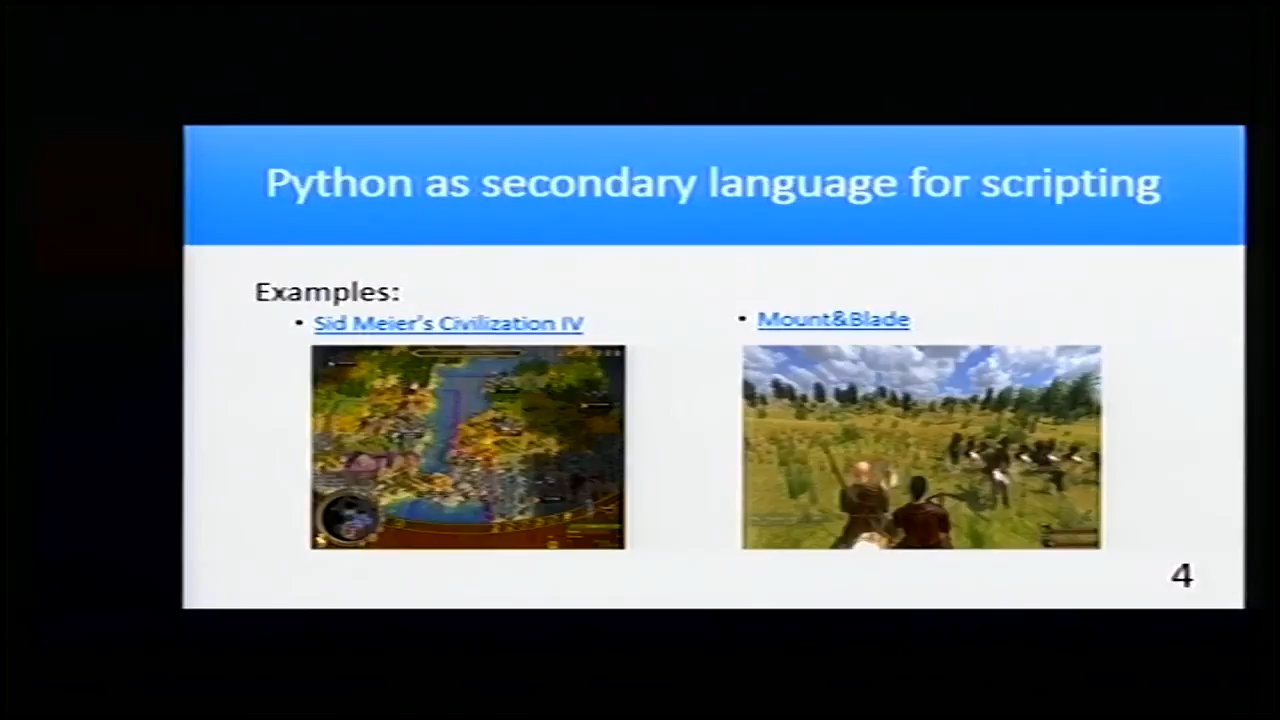 Python as secondary language for scripting
Examples:
• Sid Meier's Civilization IV
• Mount&Blade
4